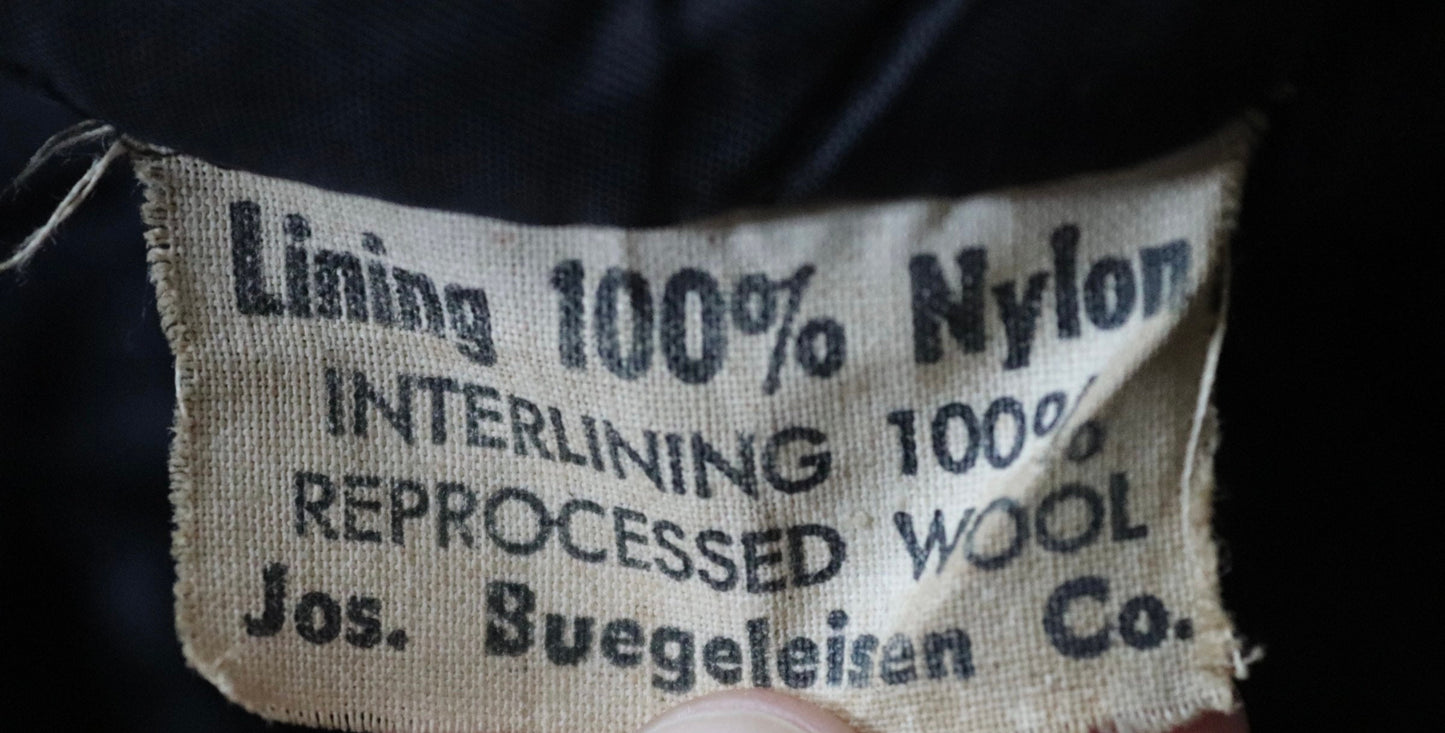 Lining 100% Nylon
INTERLINING 100%
REPROCESSED WOOL
Jos. Buegeleisen Co.